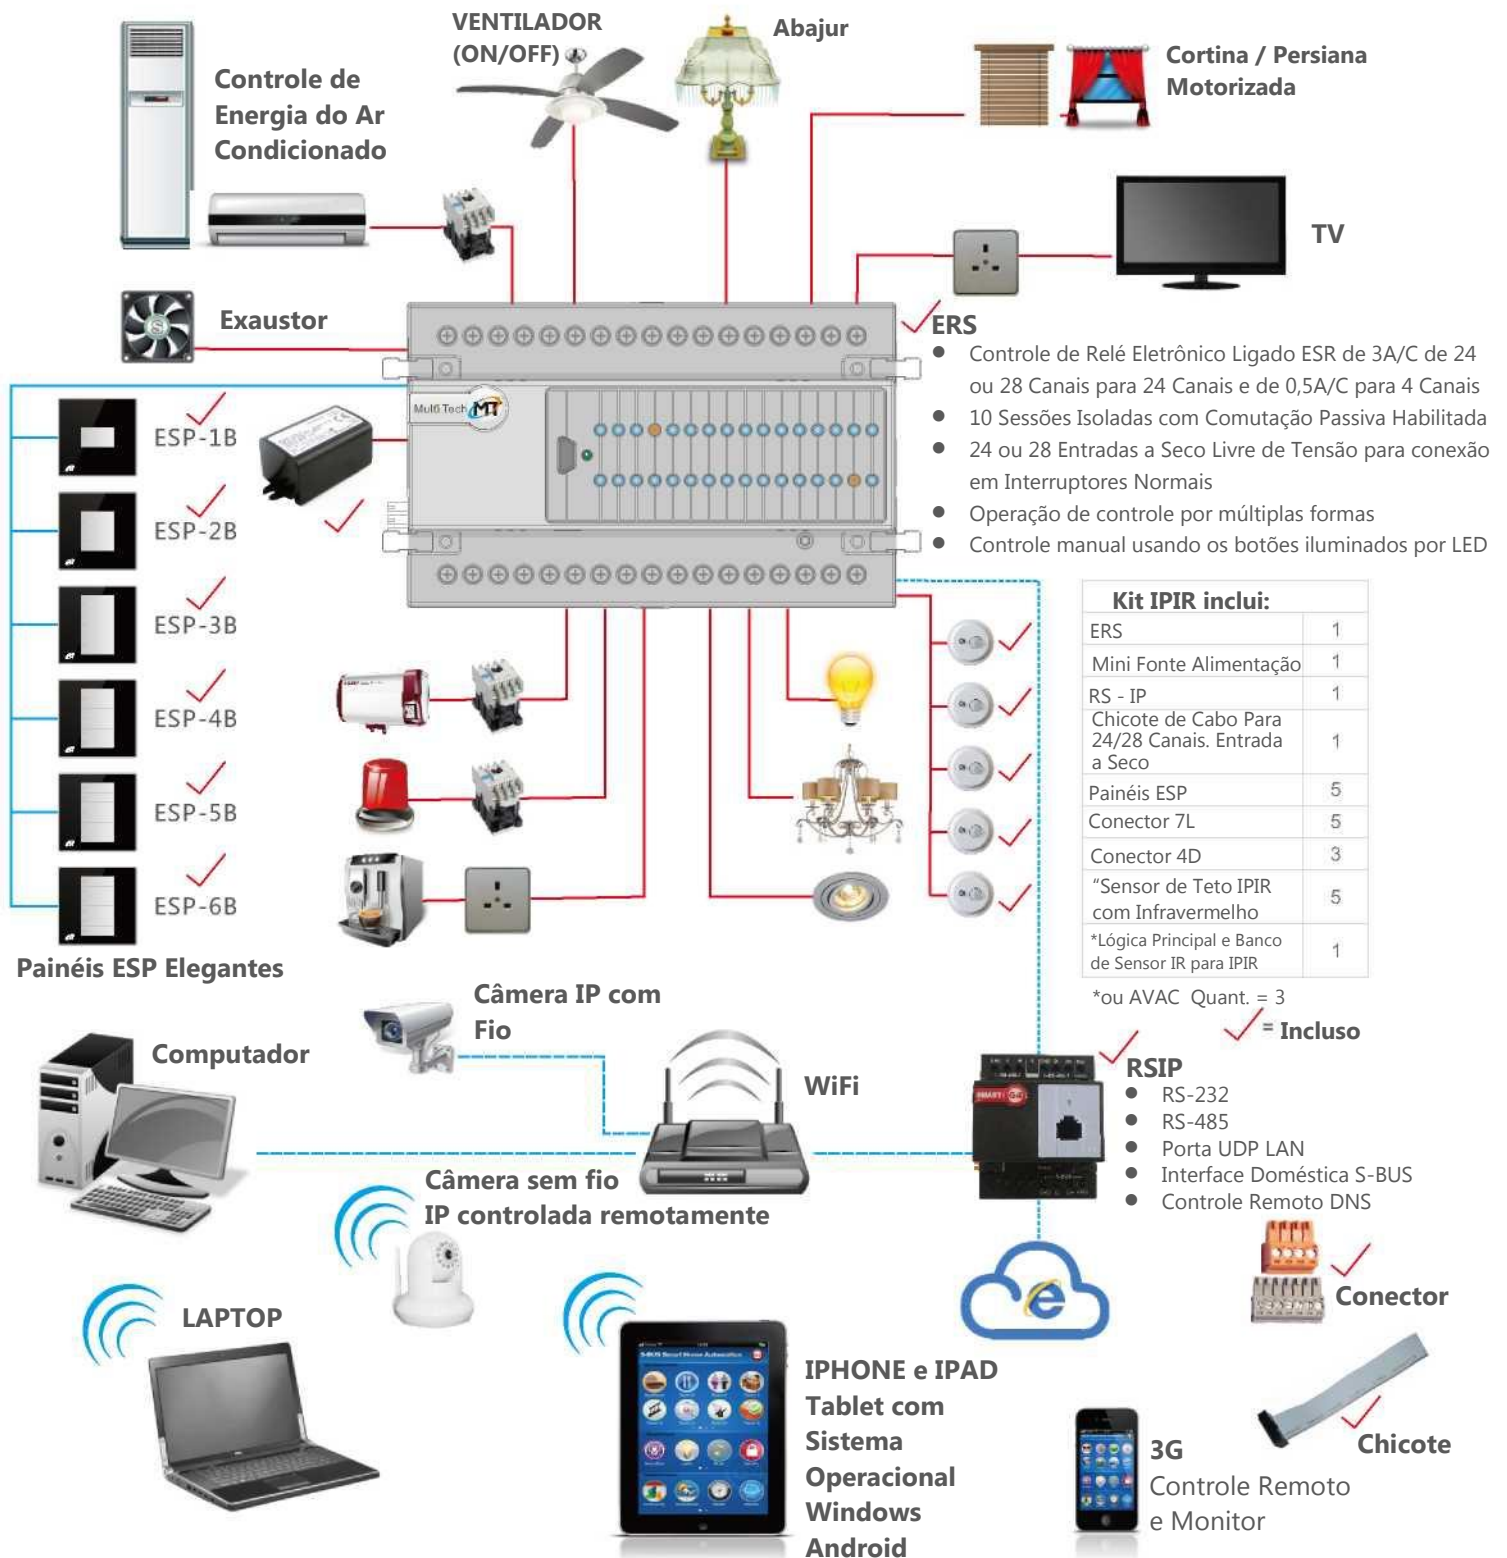 VENTILADOR
(ON/OFF)
Abajur
Cortina / Persiana
Motorizada
Controle de
Energia do Ar
Condicionado
TV
Exaustor
ERS
Controle de Relé Eletrônico Ligado ESR de 3A/C de 24
ou 28 Canais para 24 Canais e de 0,5A/C para 4 Canais
10 Sessões Isoladas com Comutação Passiva Habilitada
24 ou 28 Entradas a Seco Livre de Tensão para conexão
em Interruptores Normais
Operação de controle por múltiplas formas
Controle manual usando os botões iluminados por LED
Multi Tech MT
ESP-1B
ESP-2B
ESP-3B
ESP-4B
ESP-5B
ESP-6B
Painéis ESP Elegantes
Kit IPIR inclui:
ERS 1
Mini Fonte Alimentação 1
RS - IP 1
Chicote de Cabo Para
24/28 Canais. Entrada
a Seco 1
Painéis ESP 5
Conector 7L 5
Conector 4D 3
“Sensor de Teto IPIR
com Infravermelho 5
*Lógica Principal e Banco
de Sensor IR para IPIR 1
*ou AVAC Quant. = 3
= Incluso
Câmera IP com
Fio
Computador
WiFi
SMART
RSIP
RS-232
RS-485
Porta UDP LAN
Interface Doméstica S-BUS
Controle Remoto DNS
Câmera sem fio
IP controlada remotamente
LAPTOP
Conector
S-BUS Smart Home Automation
IPHONE e IPAD
Tablet com
Sistema
Operacional
Windows
Android
3G
Controle Remoto
e Monitor
Chicote